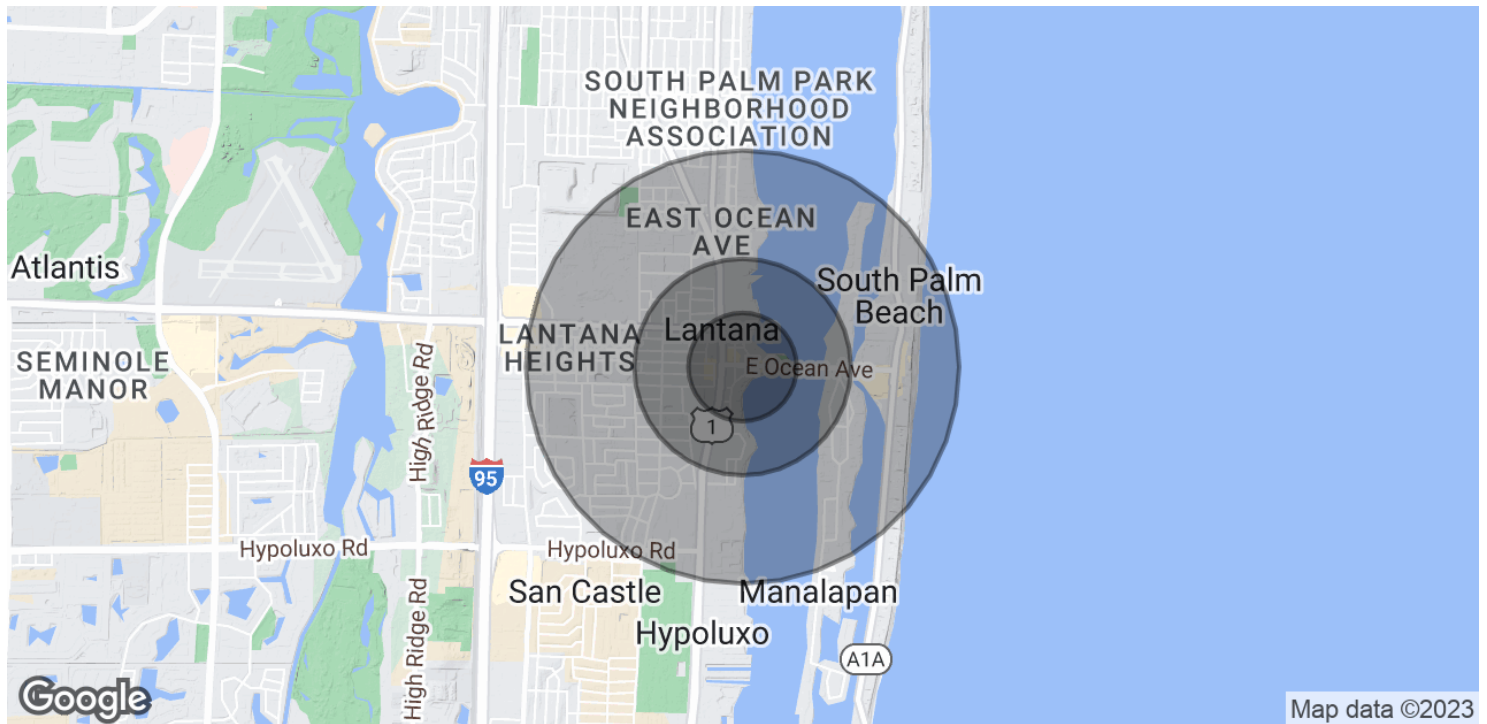 SOUTH PALM PARK
NEIGHBORHOOD
ASSOCIATION
EAST OCEAN
AVE
Atlantis
South Palm
Beach
Lantana
LANTANA
HEIGHTS
SEMINOLE
MANOR
E Ocean Ave
High Ridge Rd
1
95
Hypoluxo Rd
Hypoluxo Rd
San Castle
Manalapan
High Ridge Rd
Hypoluxo
A1A
Google
Map data ©2023